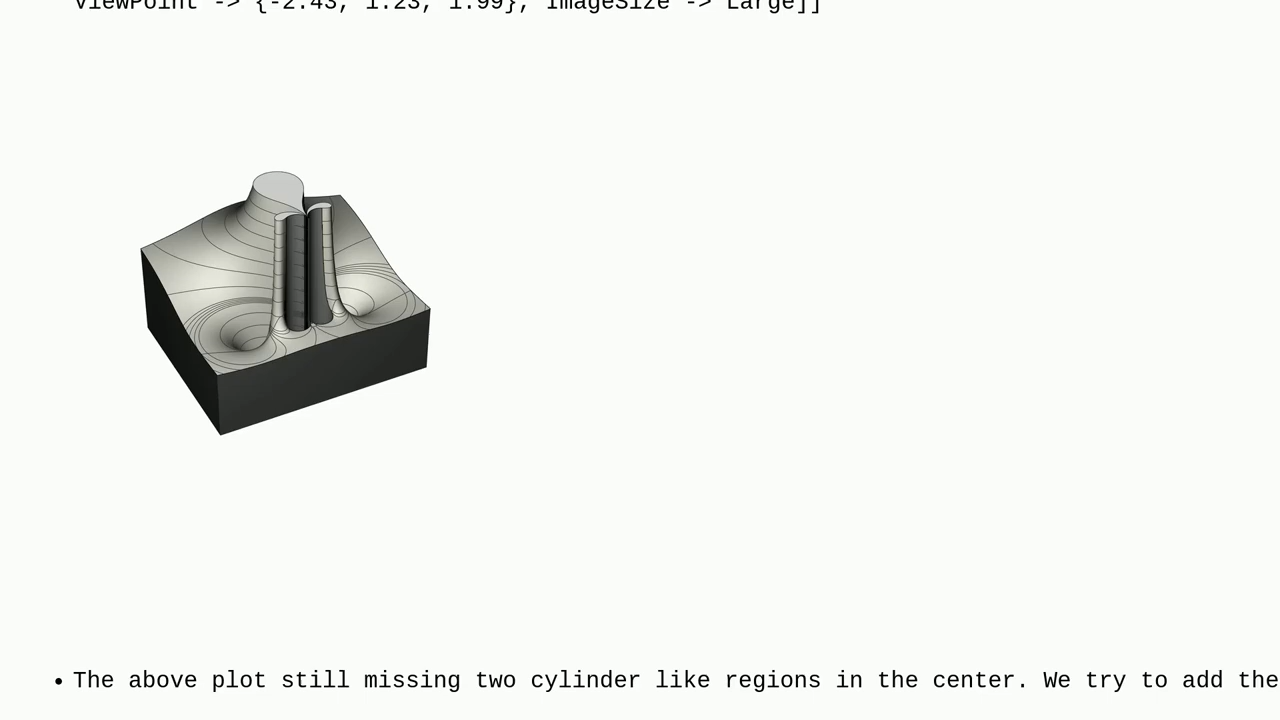 ViewPoint -> {-2.43, 1.23, 1.99}, ImageSize -> Large]]
• The above plot still missing two cylinder like regions in the center. We try to add the